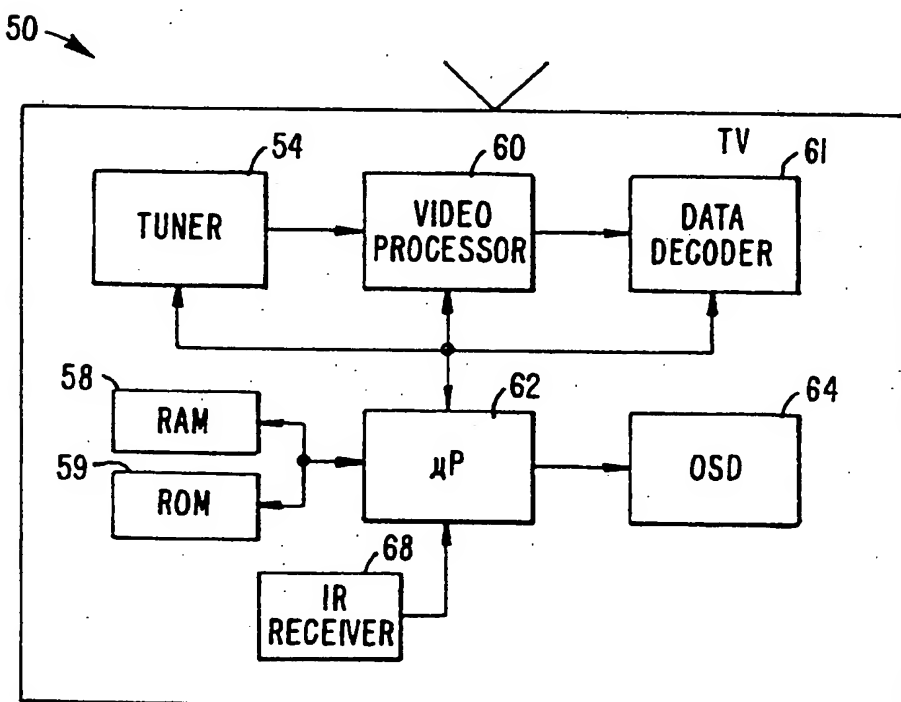 50
TV
54
60
61
TUNER
VIDEO
PROCESSOR
DATA
DECODER
58
62
64
RAM
59
ROM
µP
OSD
68
IR
RECEIVER